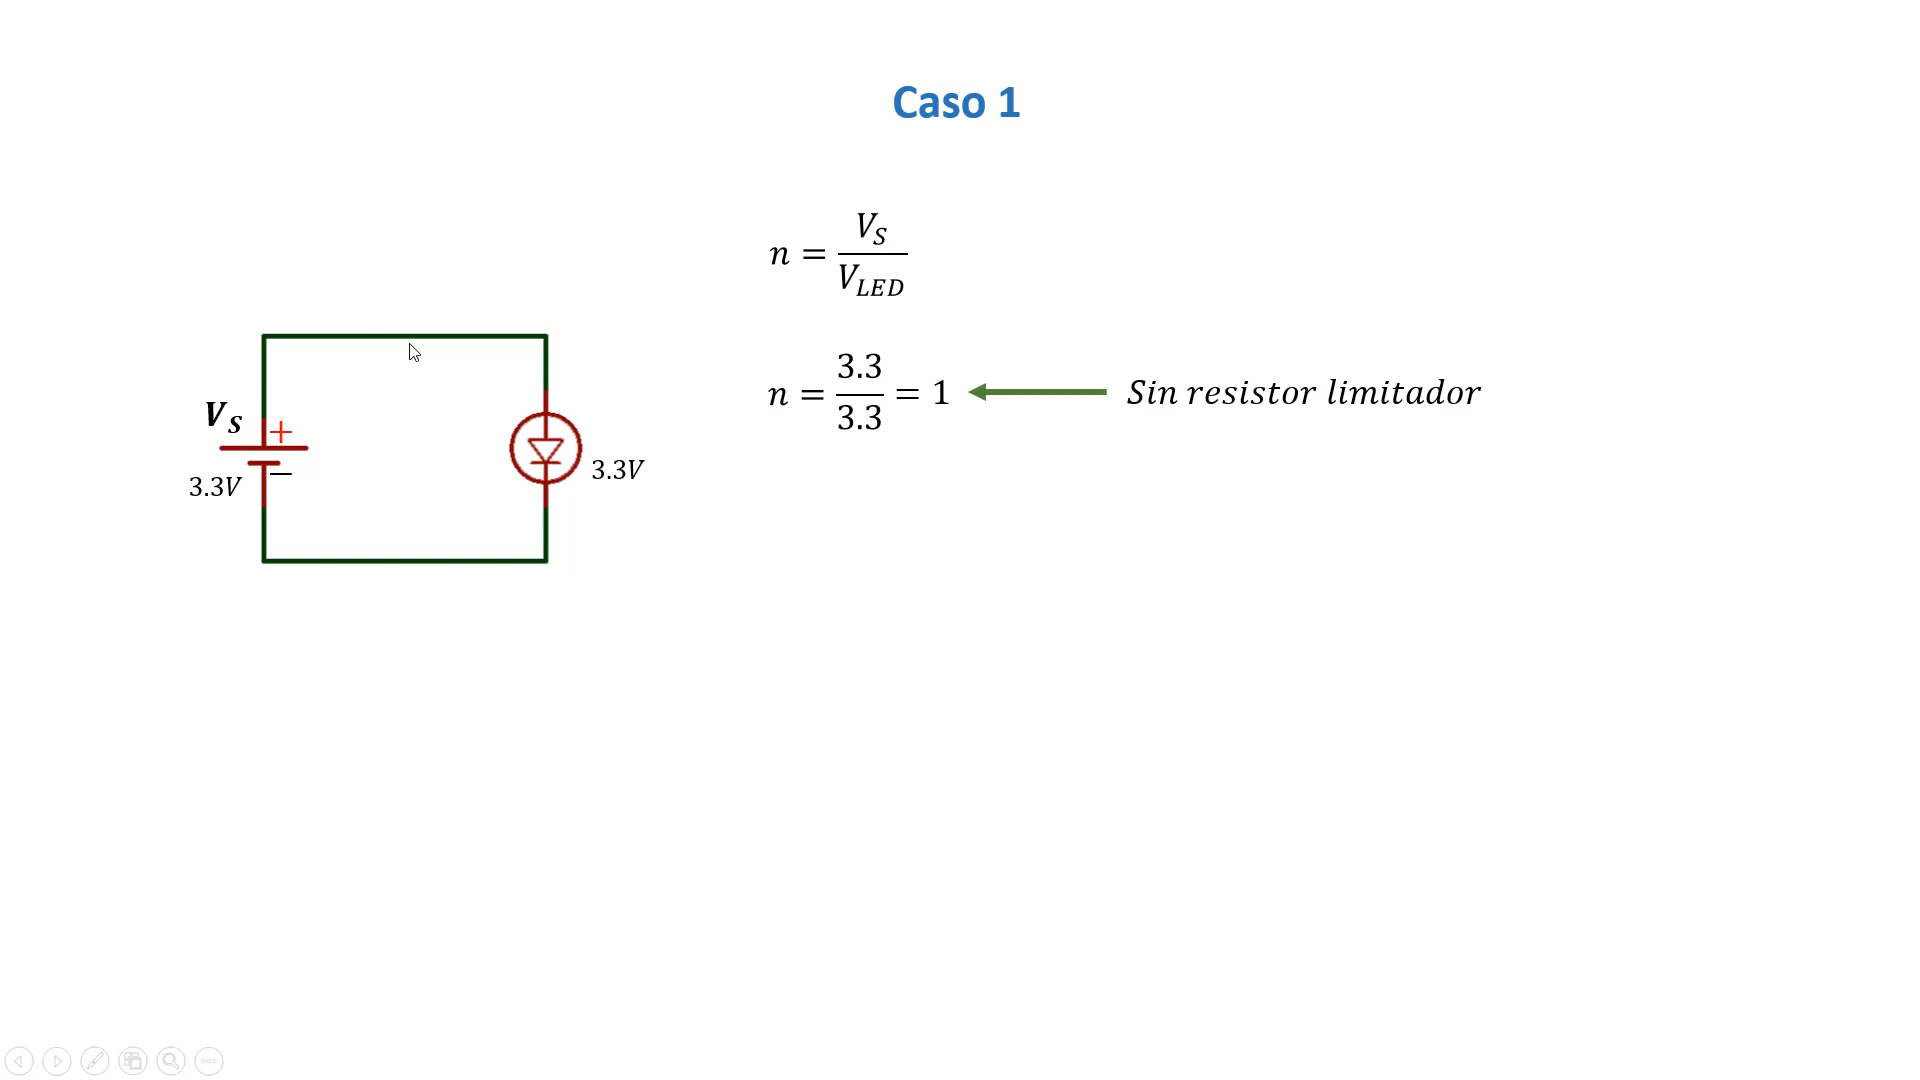 Caso 1
n = V_S / V_LED
n = 3.3 / 3.3 = 1
Sin resistor limitador
V_S
+
−
3.3V
3.3V